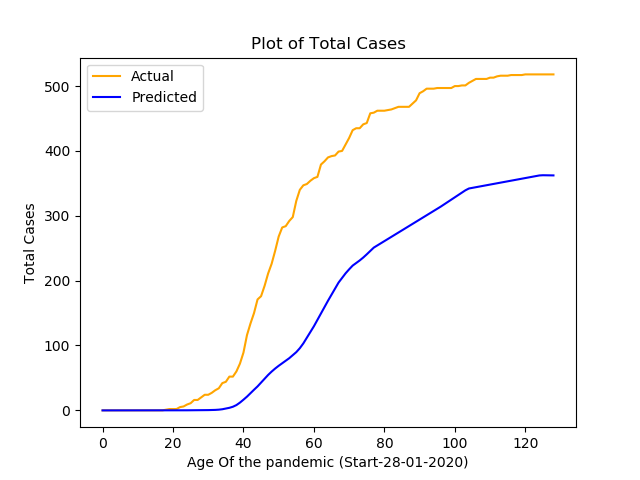 Plot of Total Cases
Actual
Predicted
Total Cases
500
400
300
200
100
0
0 20 40 60 80 100 120
Age Of the pandemic (Start-28-01-2020)